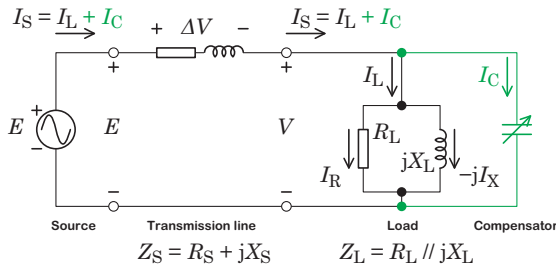 I_S = I_L + I_C
+ ΔV −
I_S = I_L + I_C
+ +
I_L I_C
+
E E V R_L jX_L
−
I_R −jI_X
− −
Source Transmission line Load Compensator
Z_S = R_S + jX_S Z_L = R_L // jX_L